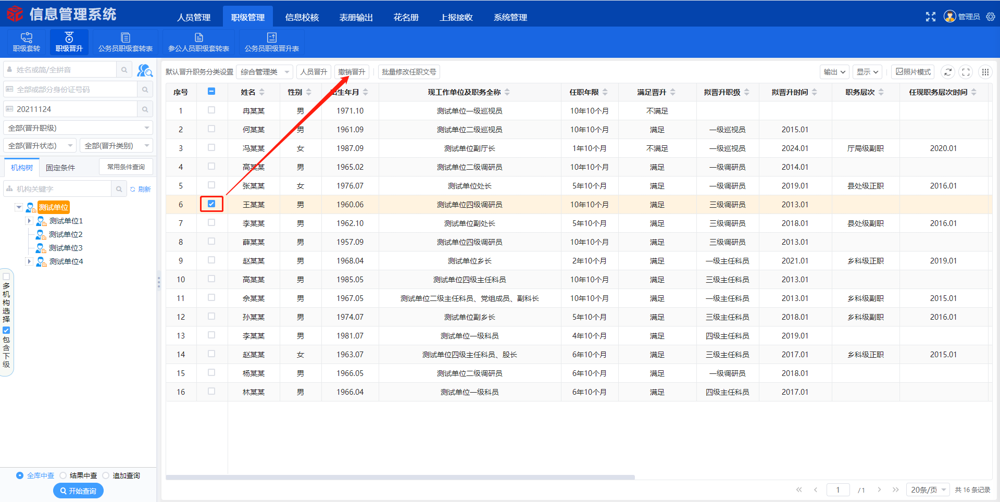 信息管理系统
人员管理 职级管理 信息校核 表册输出 花名册 上报接收 系统管理
管理员
职级套转 职级晋升 公务员职级套转表 参公人员职级套转表 公务员职级晋升表
姓名或简/全拼音
全部或部分身份证号码
20211124
全部(晋升职级)
全部(晋升状态) 全部(晋升类别)
机构树 固定条件 常用条件查询
机构关键字 刷新
测试单位
测试单位1
测试单位2
测试单位3
测试单位4
多机构选择
包含下级
全库中查 结果中查 追加查询
开始查询
默认晋升职务分类设置 综合管理类 人员晋升 撤销晋升 批量修改任职文号 输出 显示 照片模式
序号 姓名 性别 出生年月 现工作单位及职务全称 任职年限 满足晋升 拟晋升职级 拟晋升时间 职务层次 任现职务层次时间
1 冉某某 男 1971.10 测试单位一级巡视员 10年10个月 不满足
2 何某某 男 1961.09 测试单位二级巡视员 10年10个月 满足 一级巡视员 2015.01
3 冯某某 女 1987.09 测试单位副厅长 1年10个月 不满足 一级巡视员 2024.01 厅局级副职 2020.01
4 高某某 男 1965.02 测试单位二级调研员 10年10个月 满足 一级调研员 2014.01
5 张某某 女 1976.07 测试单位处长 5年10个月 满足 一级调研员 2019.01 县处级正职 2016.01
6 王某某 男 1960.06 测试单位四级调研员 10年10个月 满足 三级调研员 2013.01
7 李某某 男 1962.10 测试单位副处长 5年10个月 满足 三级调研员 2018.01 县处级副职 2016.01
8 薛某某 男 1957.09 测试单位四级调研员 10年10个月 满足 三级调研员 2013.01
9 赵某某 男 1968.04 测试单位乡长 2年10个月 满足 一级主任科员 2021.01 乡科级正职 2019.01
10 高某某 男 1985.05 测试单位四级主任科员 10年10个月 满足 三级主任科员 2013.01
11 佘某某 男 1967.05 测试单位二级主任科员、党组成员、副科长 10年10个月 满足 一级主任科员 2013.01 乡科级副职 2015.01
12 孙某某 男 1974.07 测试单位副乡长 5年10个月 满足 三级主任科员 2018.01 乡科级副职 2016.01
13 李某某 男 1981.07 测试单位一级科员 4年10个月 满足 四级主任科员 2019.01
14 赵某某 女 1963.07 测试单位四级主任科员、股长 6年10个月 满足 三级主任科员 2017.01 乡科级正职 2015.01
15 杨某某 男 1966.05 测试单位二级调研员 6年10个月 满足 一级调研员 2018.01
16 林某某 男 1966.04 测试单位一级科员 6年10个月 满足 四级主任科员 2017.01
1 / 1 20条/页 共 16 条记录